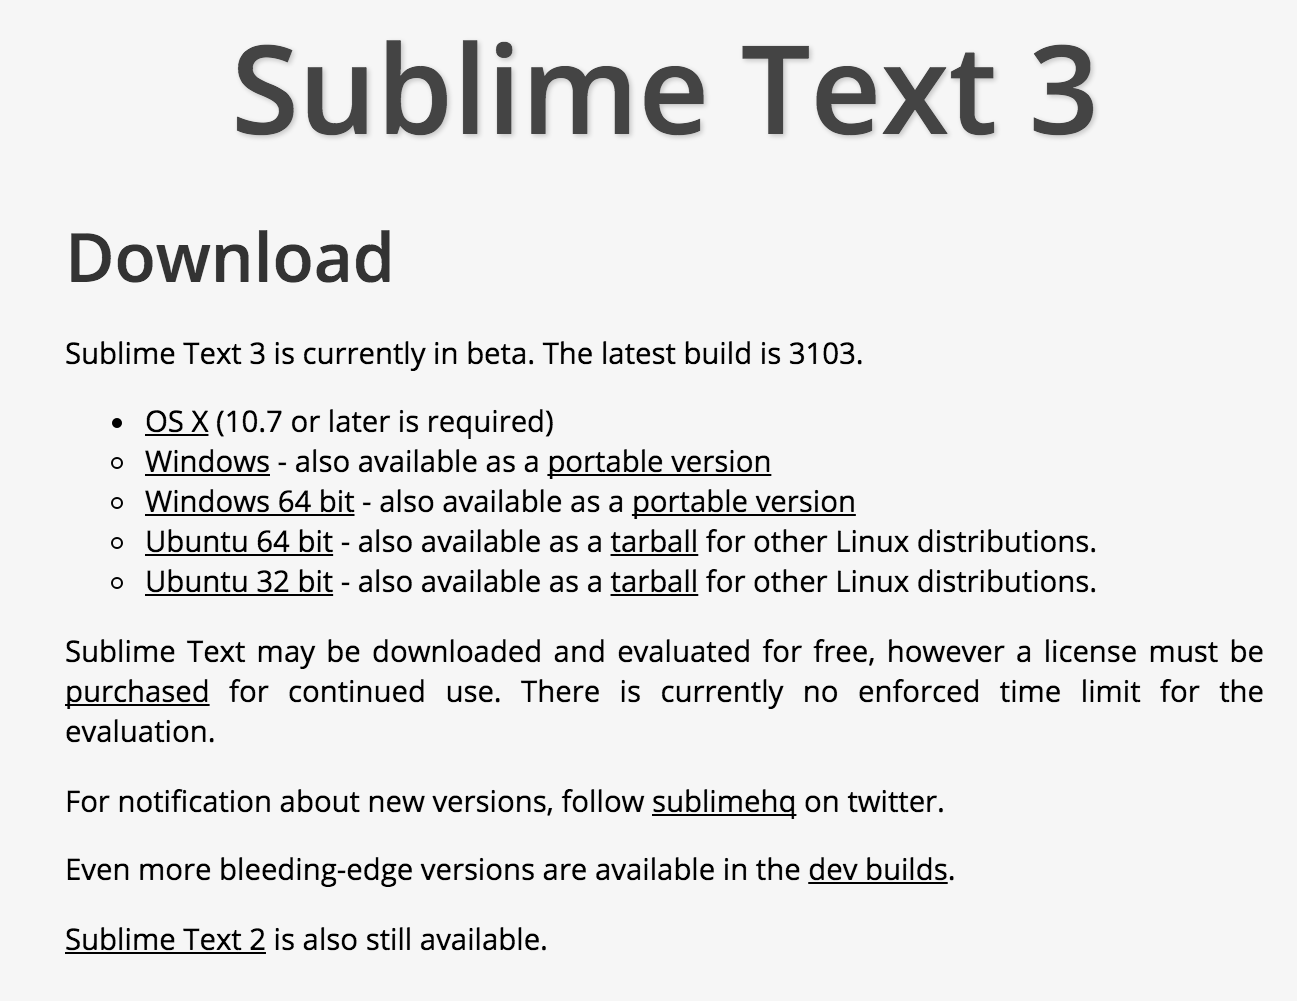 Sublime Text 3
Download
Sublime Text 3 is currently in beta. The latest build is 3103.
OS X (10.7 or later is required)
Windows - also available as a portable version
Windows 64 bit - also available as a portable version
Ubuntu 64 bit - also available as a tarball for other Linux distributions.
Ubuntu 32 bit - also available as a tarball for other Linux distributions.
Sublime Text may be downloaded and evaluated for free, however a license must be
purchased for continued use. There is currently no enforced time limit for the
evaluation.
For notification about new versions, follow sublimehq on twitter.
Even more bleeding-edge versions are available in the dev builds.
Sublime Text 2 is also still available.